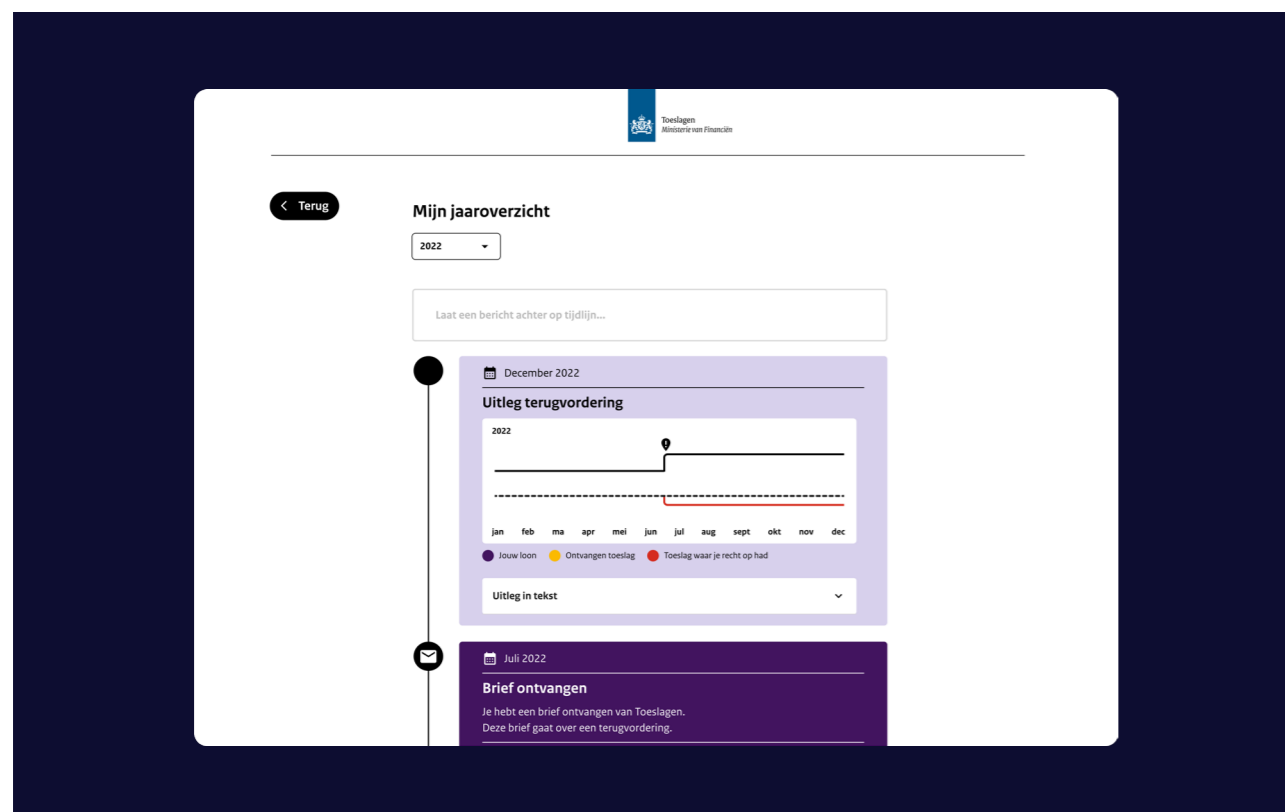 Toeslagen
Ministerie van Financiën
Terug
Mijn jaaroverzicht
2022
Laat een bericht achter op tijdlijn...
December 2022
Uitleg terugvordering
2022
jan feb ma apr mei jun jul aug sept okt nov dec
Jouw loon Ontvangen toeslag Toeslag waar je recht op had
Uitleg in tekst
Juli 2022
Brief ontvangen
Je hebt een brief ontvangen van Toeslagen.
Deze brief gaat over een terugvordering.